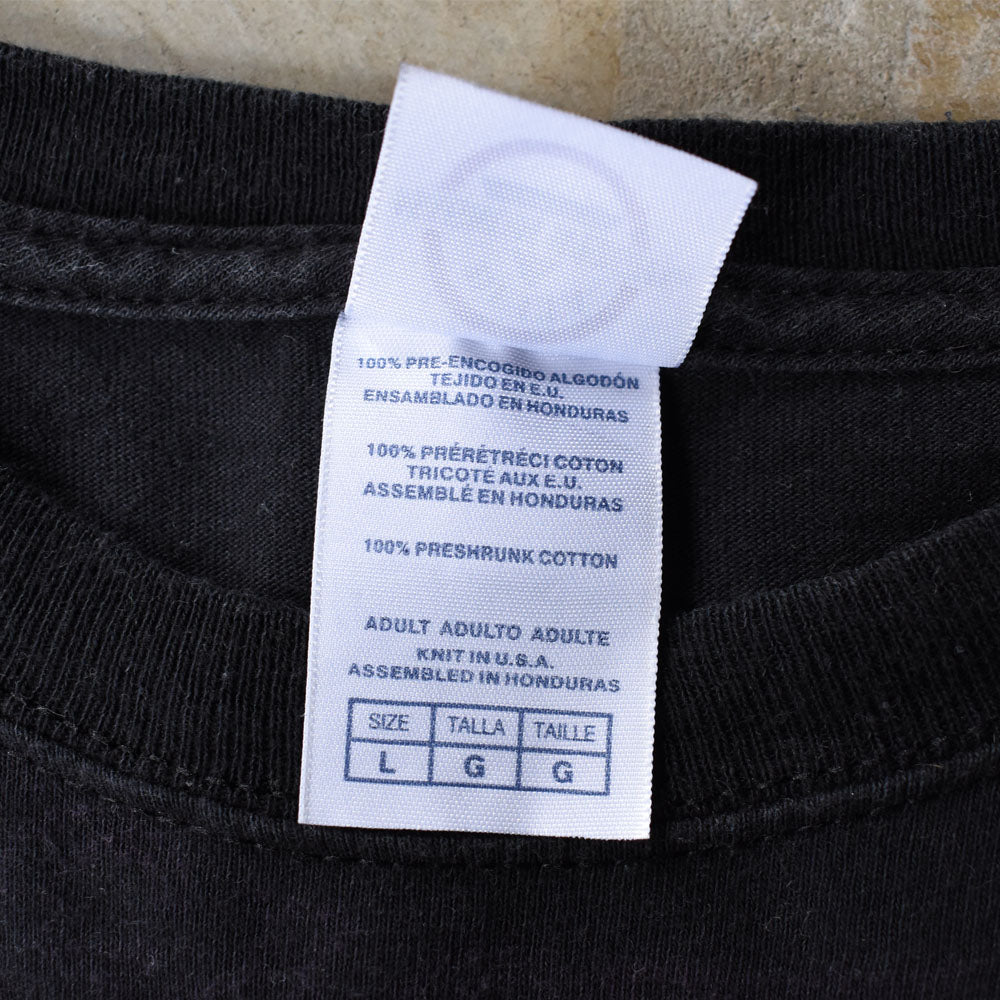 100% PRE-ENCOGIDO ALGODÓN
TEJIDO EN E.U.
ENSAMBLADO EN HONDURAS
100% PRÉRÉTRÉCI COTON
TRICOTÉ AUX E.U.
ASSEMBLÉ EN HONDURAS
100% PRESHRUNK COTTON
ADULT ADULTO ADULTE
KNIT IN U.S.A.
ASSEMBLED IN HONDURAS
SIZE TALLA TAILLE
L G G